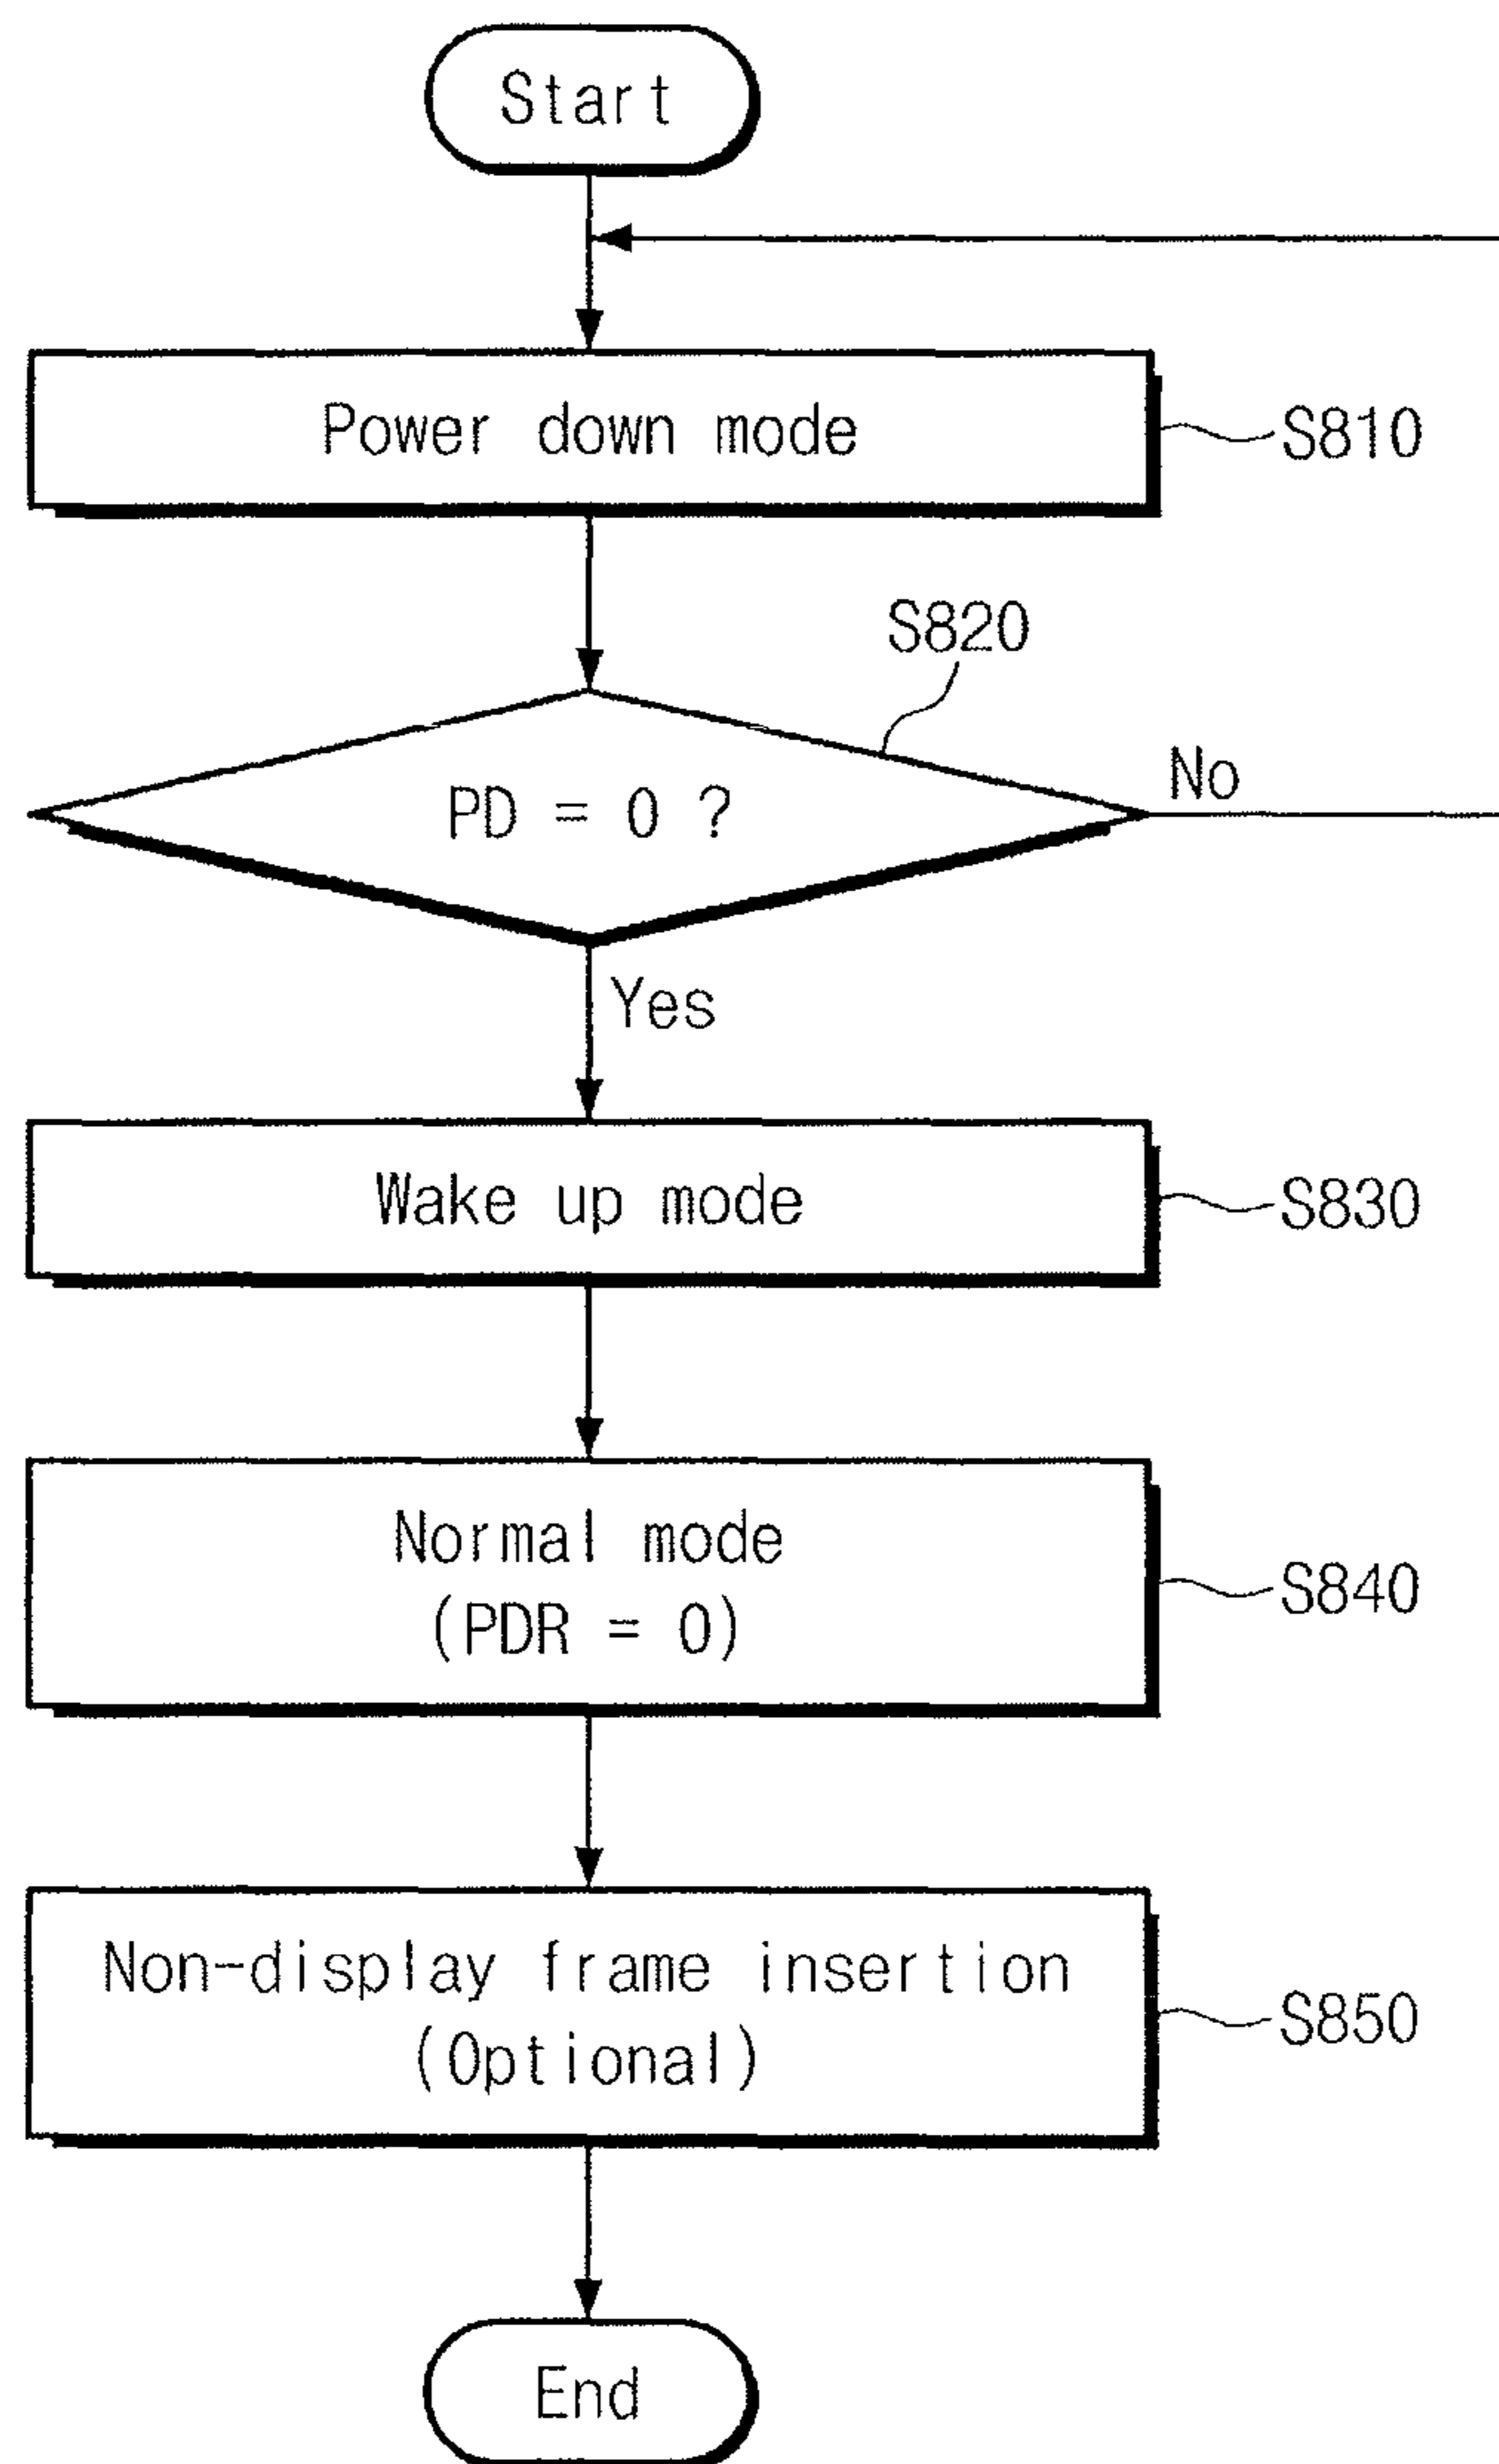 Start
Power down mode
S810
S820
PD = 0 ?
No
Yes
Wake up mode
S830
Normal mode
(PDR = 0)
S840
Non-display frame insertion
(Optional)
S850
End